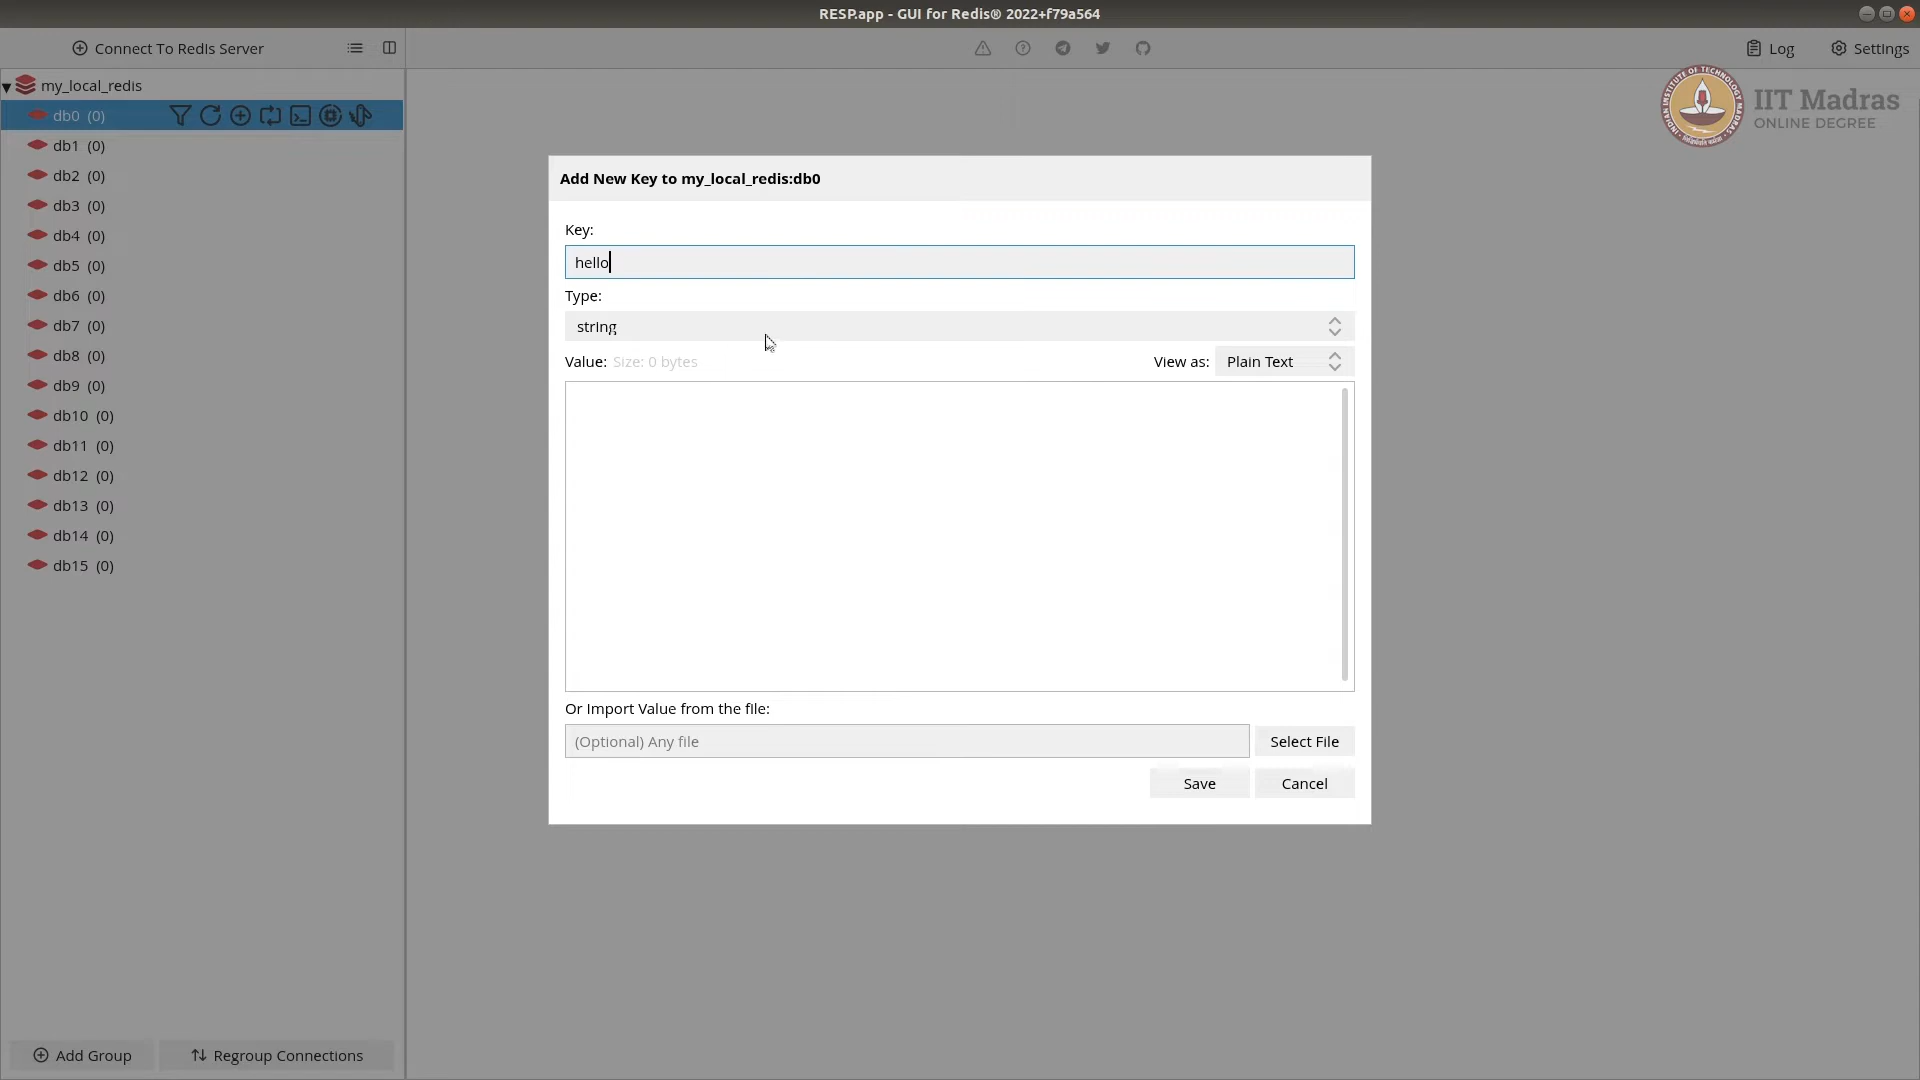 RESP.app - GUI for Redis® 2022+f79a564
Connect To Redis Server
Log
Settings
my_local_redis
db0 (0)
db1 (0)
db2 (0)
db3 (0)
db4 (0)
db5 (0)
db6 (0)
db7 (0)
db8 (0)
db9 (0)
db10 (0)
db11 (0)
db12 (0)
db13 (0)
db14 (0)
db15 (0)
Add Group
Regroup Connections
IIT Madras
ONLINE DEGREE
Add New Key to my_local_redis:db0
Key:
hello
Type:
string
Value: Size: 0 bytes
View as: Plain Text
Or Import Value from the file:
(Optional) Any file
Select File
Save
Cancel